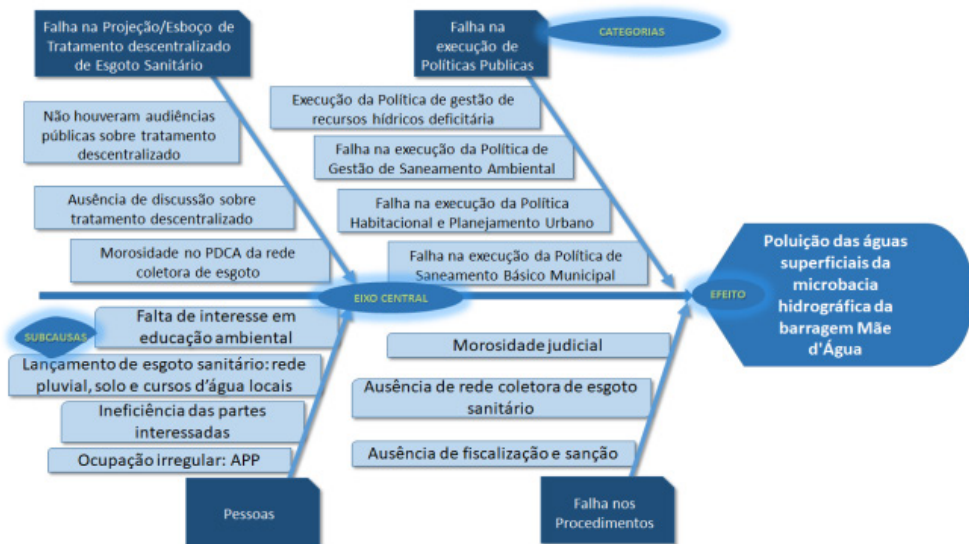 Falha na Projeção/Esboço de
Tratamento descentralizado
de Esgoto Sanitário
Falha na
execução de
Políticas Publicas
CATEGORIAS
Não houveram audiências
públicas sobre tratamento
descentralizado
Ausência de discussão sobre
tratamento descentralizado
Morosidade no PDCA da rede
coletora de esgoto
Execução da Política de gestão de
recursos hídricos deficitária
Falha na execução da Política de
Gestão de Saneamento Ambiental
Falha na execução da Política
Habitacional e Planejamento Urbano
Falha na execução da Política de
Saneamento Básico Municipal
EIXO CENTRAL
EFEITO
Poluição das águas
superficiais da
microbacia
hidrográfica da
barragem Mãe
d'Água
SUBCAUSAS
Falta de interesse em
educação ambiental
Lançamento de esgoto sanitário: rede
pluvial, solo e cursos d’água locais
Ineficiência das partes
interessadas
Ocupação irregular: APP
Pessoas
Morosidade judicial
Ausência de rede coletora de esgoto
sanitário
Ausência de fiscalização e sanção
Falha nos
Procedimentos